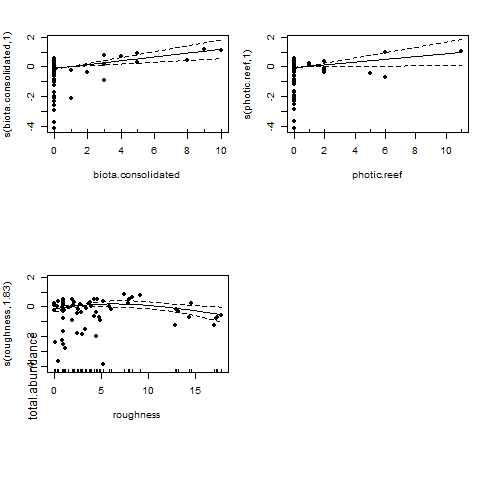 s(biota.consolidated,1)
2
0
-2
-4
0 2 4 6 8 10
biota.consolidated
s(photic.reef,1)
2
0
-2
-4
0 2 4 6 8 10
photic.reef
s(roughness,1.83)
total.abundance
2
0
-4
0 5 10 15
roughness